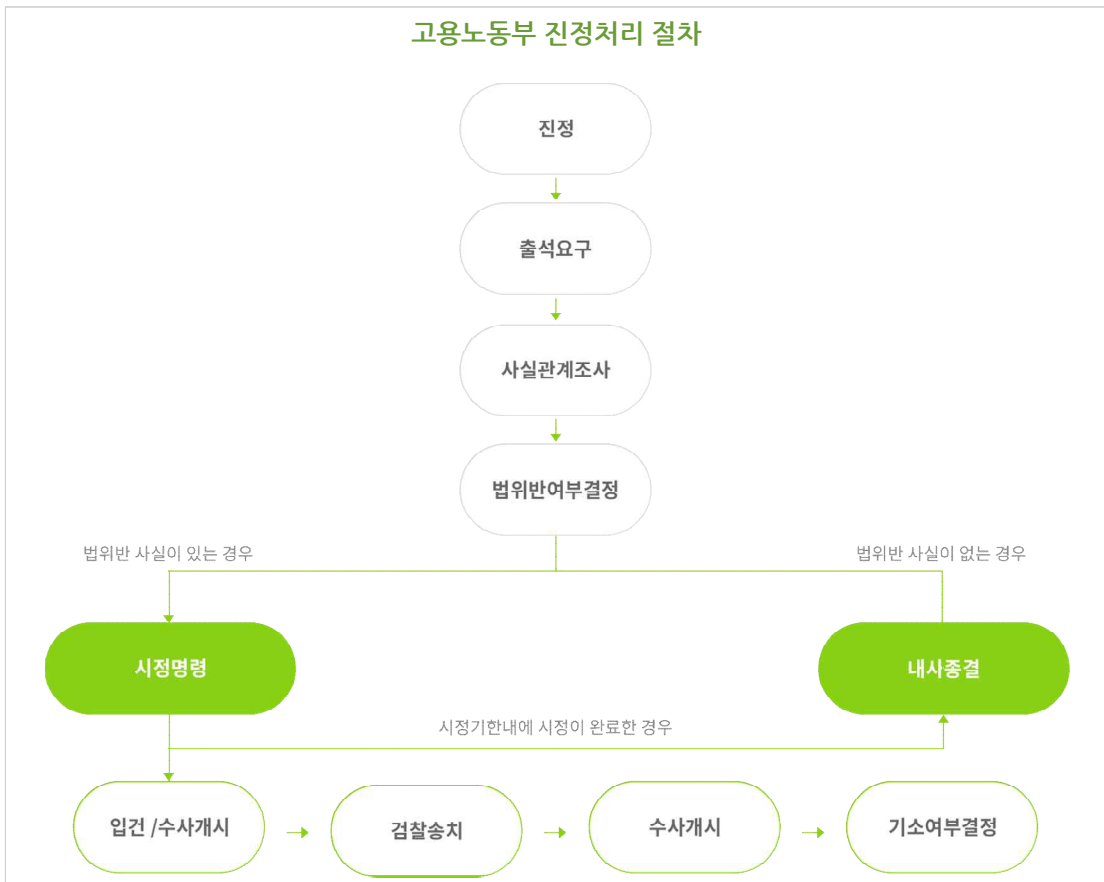 고용노동부 진정처리 절차
진정
출석요구
사실관계조사
법위반여부결정
법위반 사실이 있는 경우
법위반 사실이 없는 경우
시정명령
내사종결
시정기한내에 시정이 완료한 경우
입건 /수사개시
검찰송치
수사개시
기소여부결정